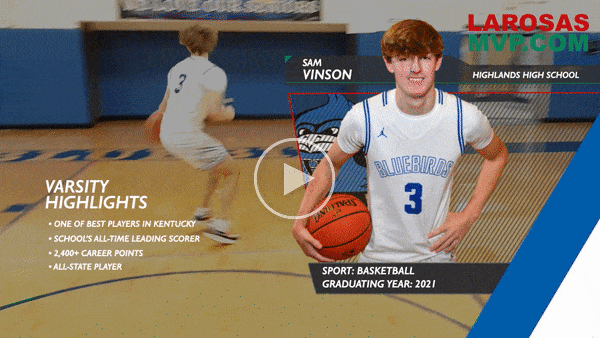 LAROSAS
MVP.COM
SAM
VINSON
HIGHLANDS HIGH SCHOOL
3
BLUEBIRDS
3
SPALDING
VARSITY
HIGHLIGHTS
• ONE OF BEST PLAYERS IN KENTUCKY
• SCHOOL'S ALL-TIME LEADING SCORER
• 2,400+ CAREER POINTS
• ALL-STATE PLAYER
SPORT: BASKETBALL
GRADUATING YEAR: 2021